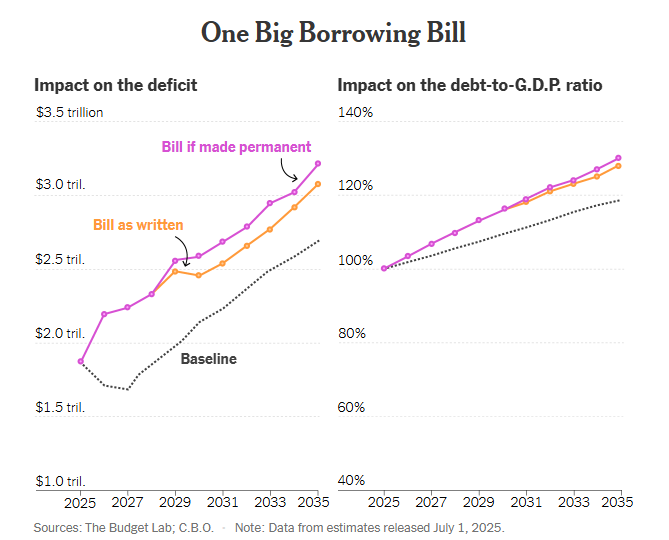 One Big Borrowing Bill
Impact on the deficit
$3.5 trillion
Bill if made permanent
$3.0 tril.
Bill as written
$2.5 tril.
$2.0 tril.
Baseline
$1.5 tril.
$1.0 tril.
2025 2027 2029 2031 2033 2035
Impact on the debt-to-G.D.P. ratio
140%
120%
100%
80%
60%
40%
2025 2027 2029 2031 2033 2035
Sources: The Budget Lab; C.B.O. · Note: Data from estimates released July 1, 2025.